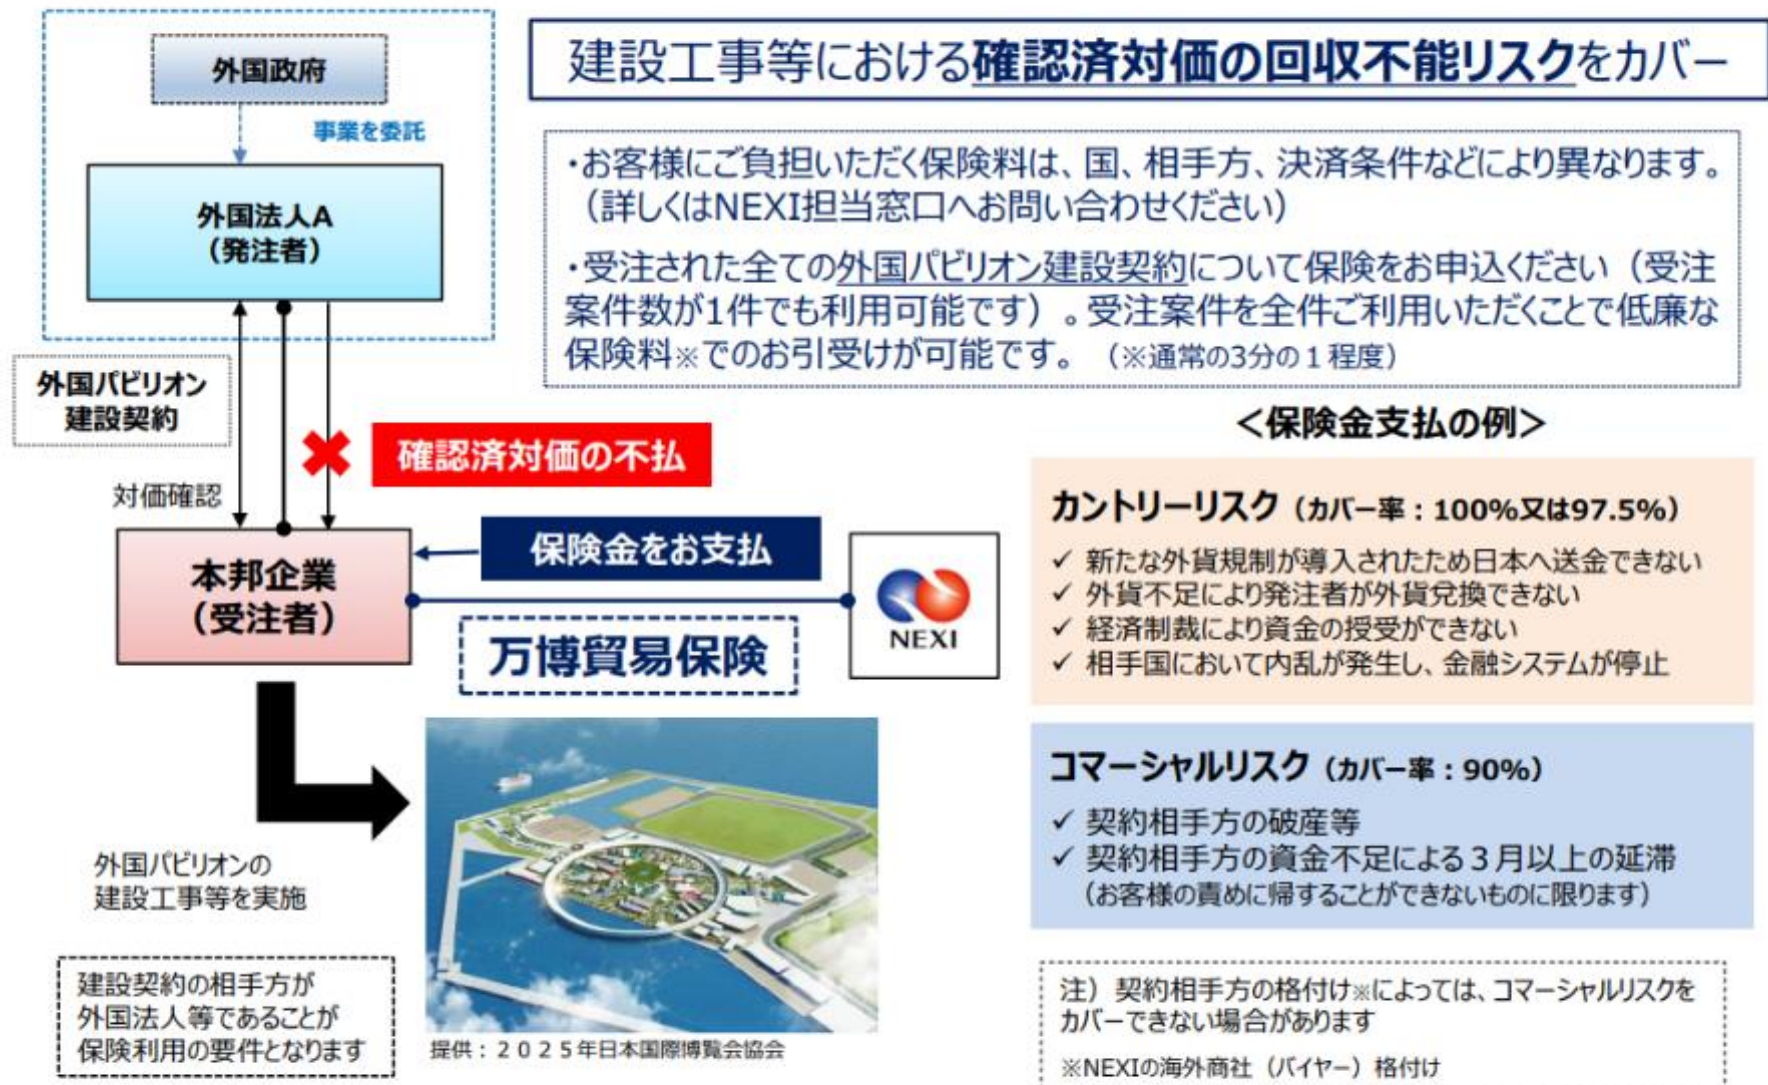 外国政府
事業を委託
外国法人A
（発注者）
外国パビリオン
建設契約
対価確認
確認済対価の不払
本邦企業
（受注者）
保険金をお支払
万博貿易保険
NEXI
外国パビリオンの
建設工事等を実施
建設契約の相手方が
外国法人等であることが
保険利用の要件となります
提供：２０２５年日本国際博覧会協会
建設工事等における確認済対価の回収不能リスクをカバー
・お客様にご負担いただく保険料は、国、相手方、決済条件などにより異なります。
（詳しくはNEXI担当窓口へお問い合わせください）
・受注された全ての外国パビリオン建設契約について保険をお申込ください（受注
案件数が1件でも利用可能です）。受注案件を全件ご利用いただくことで低廉な
保険料※でのお引受けが可能です。（※通常の3分の１程度）
＜保険金支払の例＞
カントリーリスク（カバー率：100%又は97.5%）
✓ 新たな外貨規制が導入されたため日本へ送金できない
✓ 外貨不足により発注者が外貨兌換できない
✓ 経済制裁により資金の授受ができない
✓ 相手国において内乱が発生し、金融システムが停止
コマーシャルリスク（カバー率：90%）
✓ 契約相手方の破産等
✓ 契約相手方の資金不足による３月以上の延滞
（お客様の責めに帰することができないものに限ります）
注）契約相手方の格付け※によっては、コマーシャルリスクを
カバーできない場合があります
※NEXIの海外商社（バイヤー）格付け